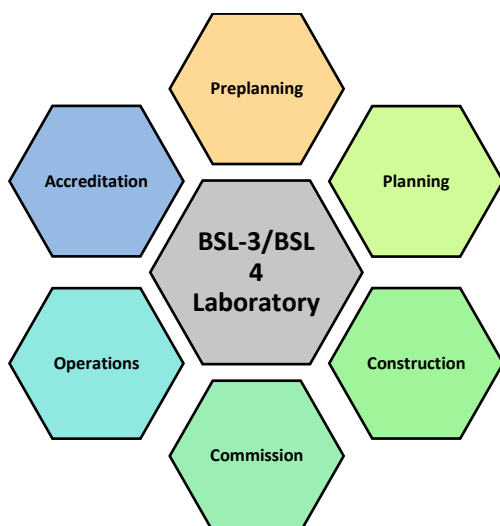 Preplanning
Accreditation
Planning
BSL-3/BSL
4
Laboratory
Operations
Construction
Commission